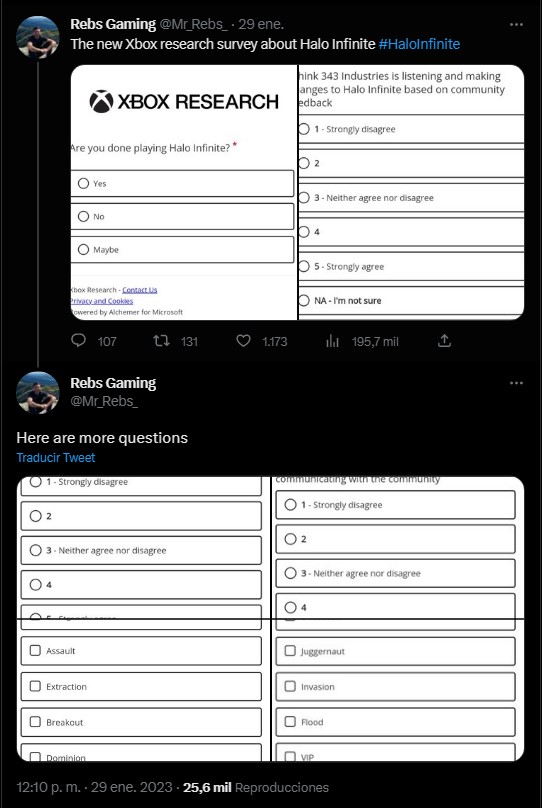 Rebs Gaming @Mr_Rebs_ · 29 ene.
The new Xbox research survey about Halo Infinite #HaloInfinite
XBOX RESEARCH
Are you done playing Halo Infinite? *
Yes
No
Maybe
Xbox Research - Contact Us
Privacy and Cookies
Powered by Alchemer for Microsoft
hink 343 Industries is listening and making
anges to Halo Infinite based on community
edback
1 - Strongly disagree
2
3 - Neither agree nor disagree
4
5 - Strongly agree
NA - I'm not sure
107 131 1.173 195,7 mil
Rebs Gaming
@Mr_Rebs_
Here are more questions
Traducir Tweet
1 - Strongly disagree
2
3 - Neither agree nor disagree
4
5 - Strongly agree
communicating with the community
1 - Strongly disagree
2
3 - Neither agree nor disagree
4
Assault
Extraction
Breakout
Dominion
Juggernaut
Invasion
Flood
VIP
12:10 p. m. · 29 ene. 2023 · 25,6 mil Reproducciones